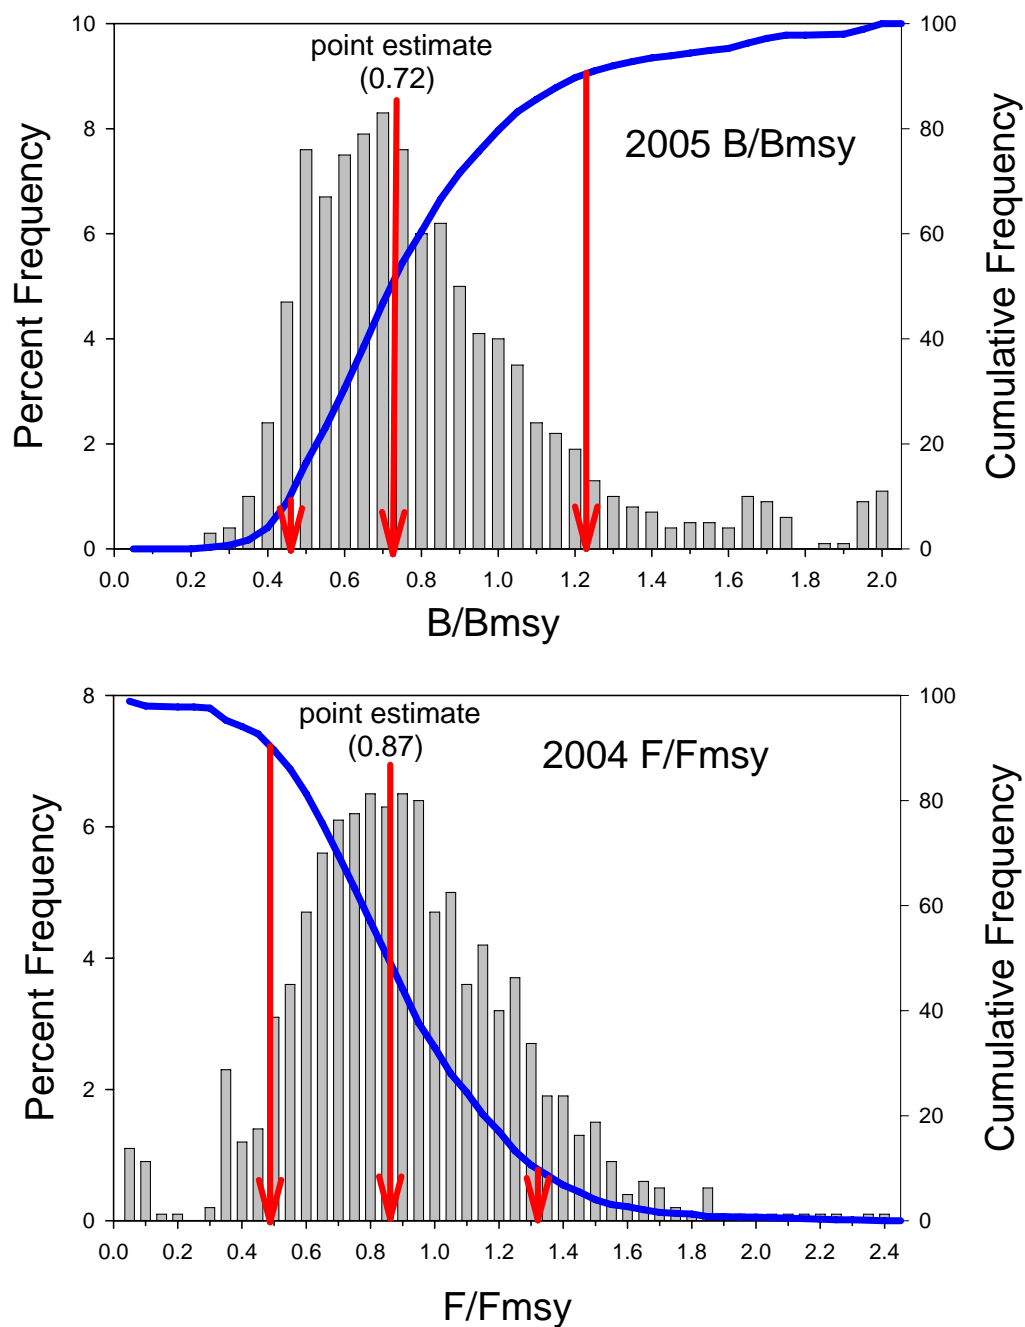 point estimate
(0.72)
2005 B/Bmsy
Percent Frequency
10
8
6
4
2
0
Cumulative Frequency
100
80
60
40
20
0
0.0 0.2 0.4 0.6 0.8 1.0 1.2 1.4 1.6 1.8 2.0
B/Bmsy
point estimate
(0.87)
2004 F/Fmsy
Percent Frequency
8
6
4
2
0
Cumulative Frequency
100
80
60
40
20
0
0.0 0.2 0.4 0.6 0.8 1.0 1.2 1.4 1.6 1.8 2.0 2.2 2.4
F/Fmsy